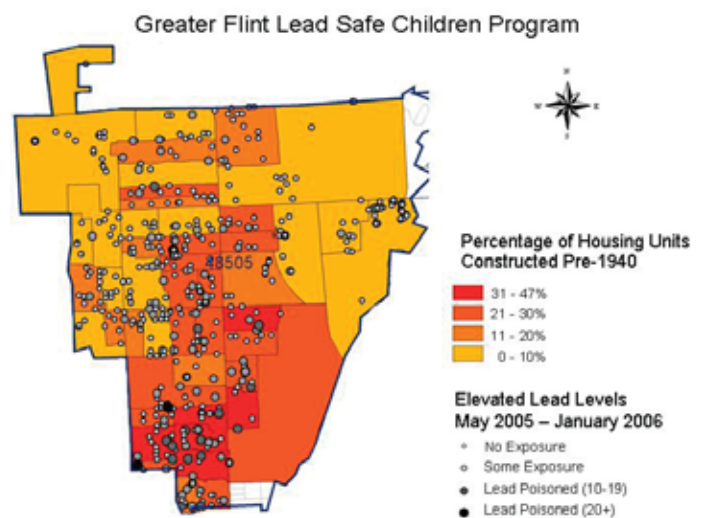 Greater Flint Lead Safe Children Program
N
W E
48505
Percentage of Housing Units
Constructed Pre-1940
31 - 47%
21 - 30%
11 - 20%
0 - 10%
Elevated Lead Levels
May 2005 – January 2006
No Exposure
Some Exposure
Lead Poisoned (10-19)
Lead Poisoned (20+)